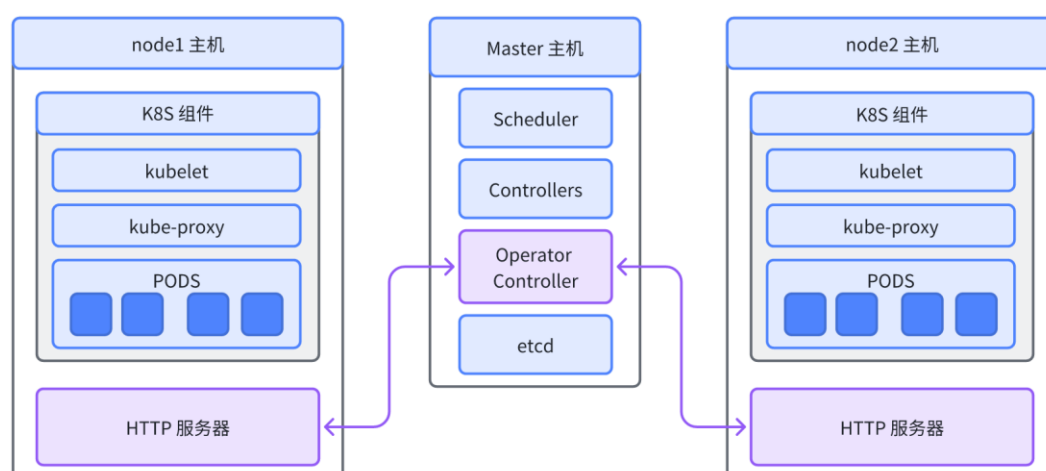 node1 主机
K8S 组件
kubelet
kube-proxy
PODS
HTTP 服务器
Master 主机
Scheduler
Controllers
Operator
Controller
etcd
node2 主机
K8S 组件
kubelet
kube-proxy
PODS
HTTP 服务器